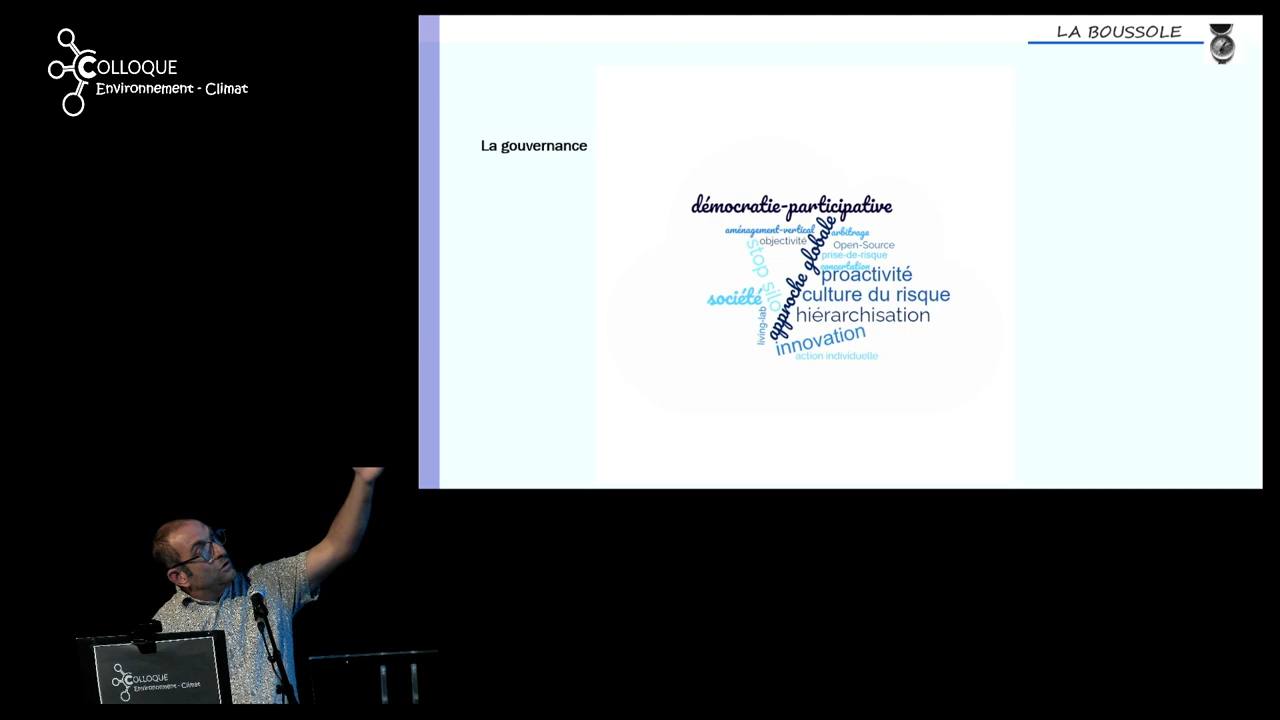 COLLOQUE
Environnement - Climat
LA BOUSSOLE
La gouvernance
démocratie-participative
aménagement-vertical
arbitrage
objectivité
Open-Source
stop silo
approche globale
prise-de-risque
concertation
proactivité
société
culture du risque
living-lab
hiérarchisation
innovation
action individuelle
COLLOQUE
Environnement - Climat